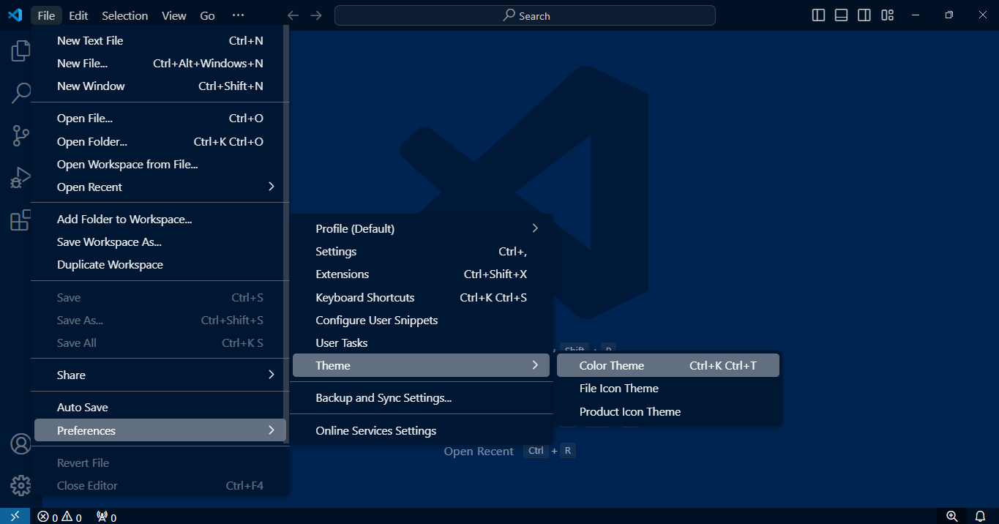 File Edit Selection View Go ···
Search
New Text File Ctrl+N
New File... Ctrl+Alt+Windows+N
New Window Ctrl+Shift+N
Open File... Ctrl+O
Open Folder... Ctrl+K Ctrl+O
Open Workspace from File...
Open Recent
Add Folder to Workspace...
Save Workspace As...
Duplicate Workspace
Save Ctrl+S
Save As... Ctrl+Shift+S
Save All Ctrl+K S
Share
Auto Save
Preferences
Revert File
Close Editor Ctrl+F4
Profile (Default)
Settings Ctrl+,
Extensions Ctrl+Shift+X
Keyboard Shortcuts Ctrl+K Ctrl+S
Configure User Snippets
User Tasks
Theme
Backup and Sync Settings...
Online Services Settings
Shift +
Color Theme Ctrl+K Ctrl+T
File Icon Theme
Product Icon Theme
Open Recent Ctrl + R
0 0 0